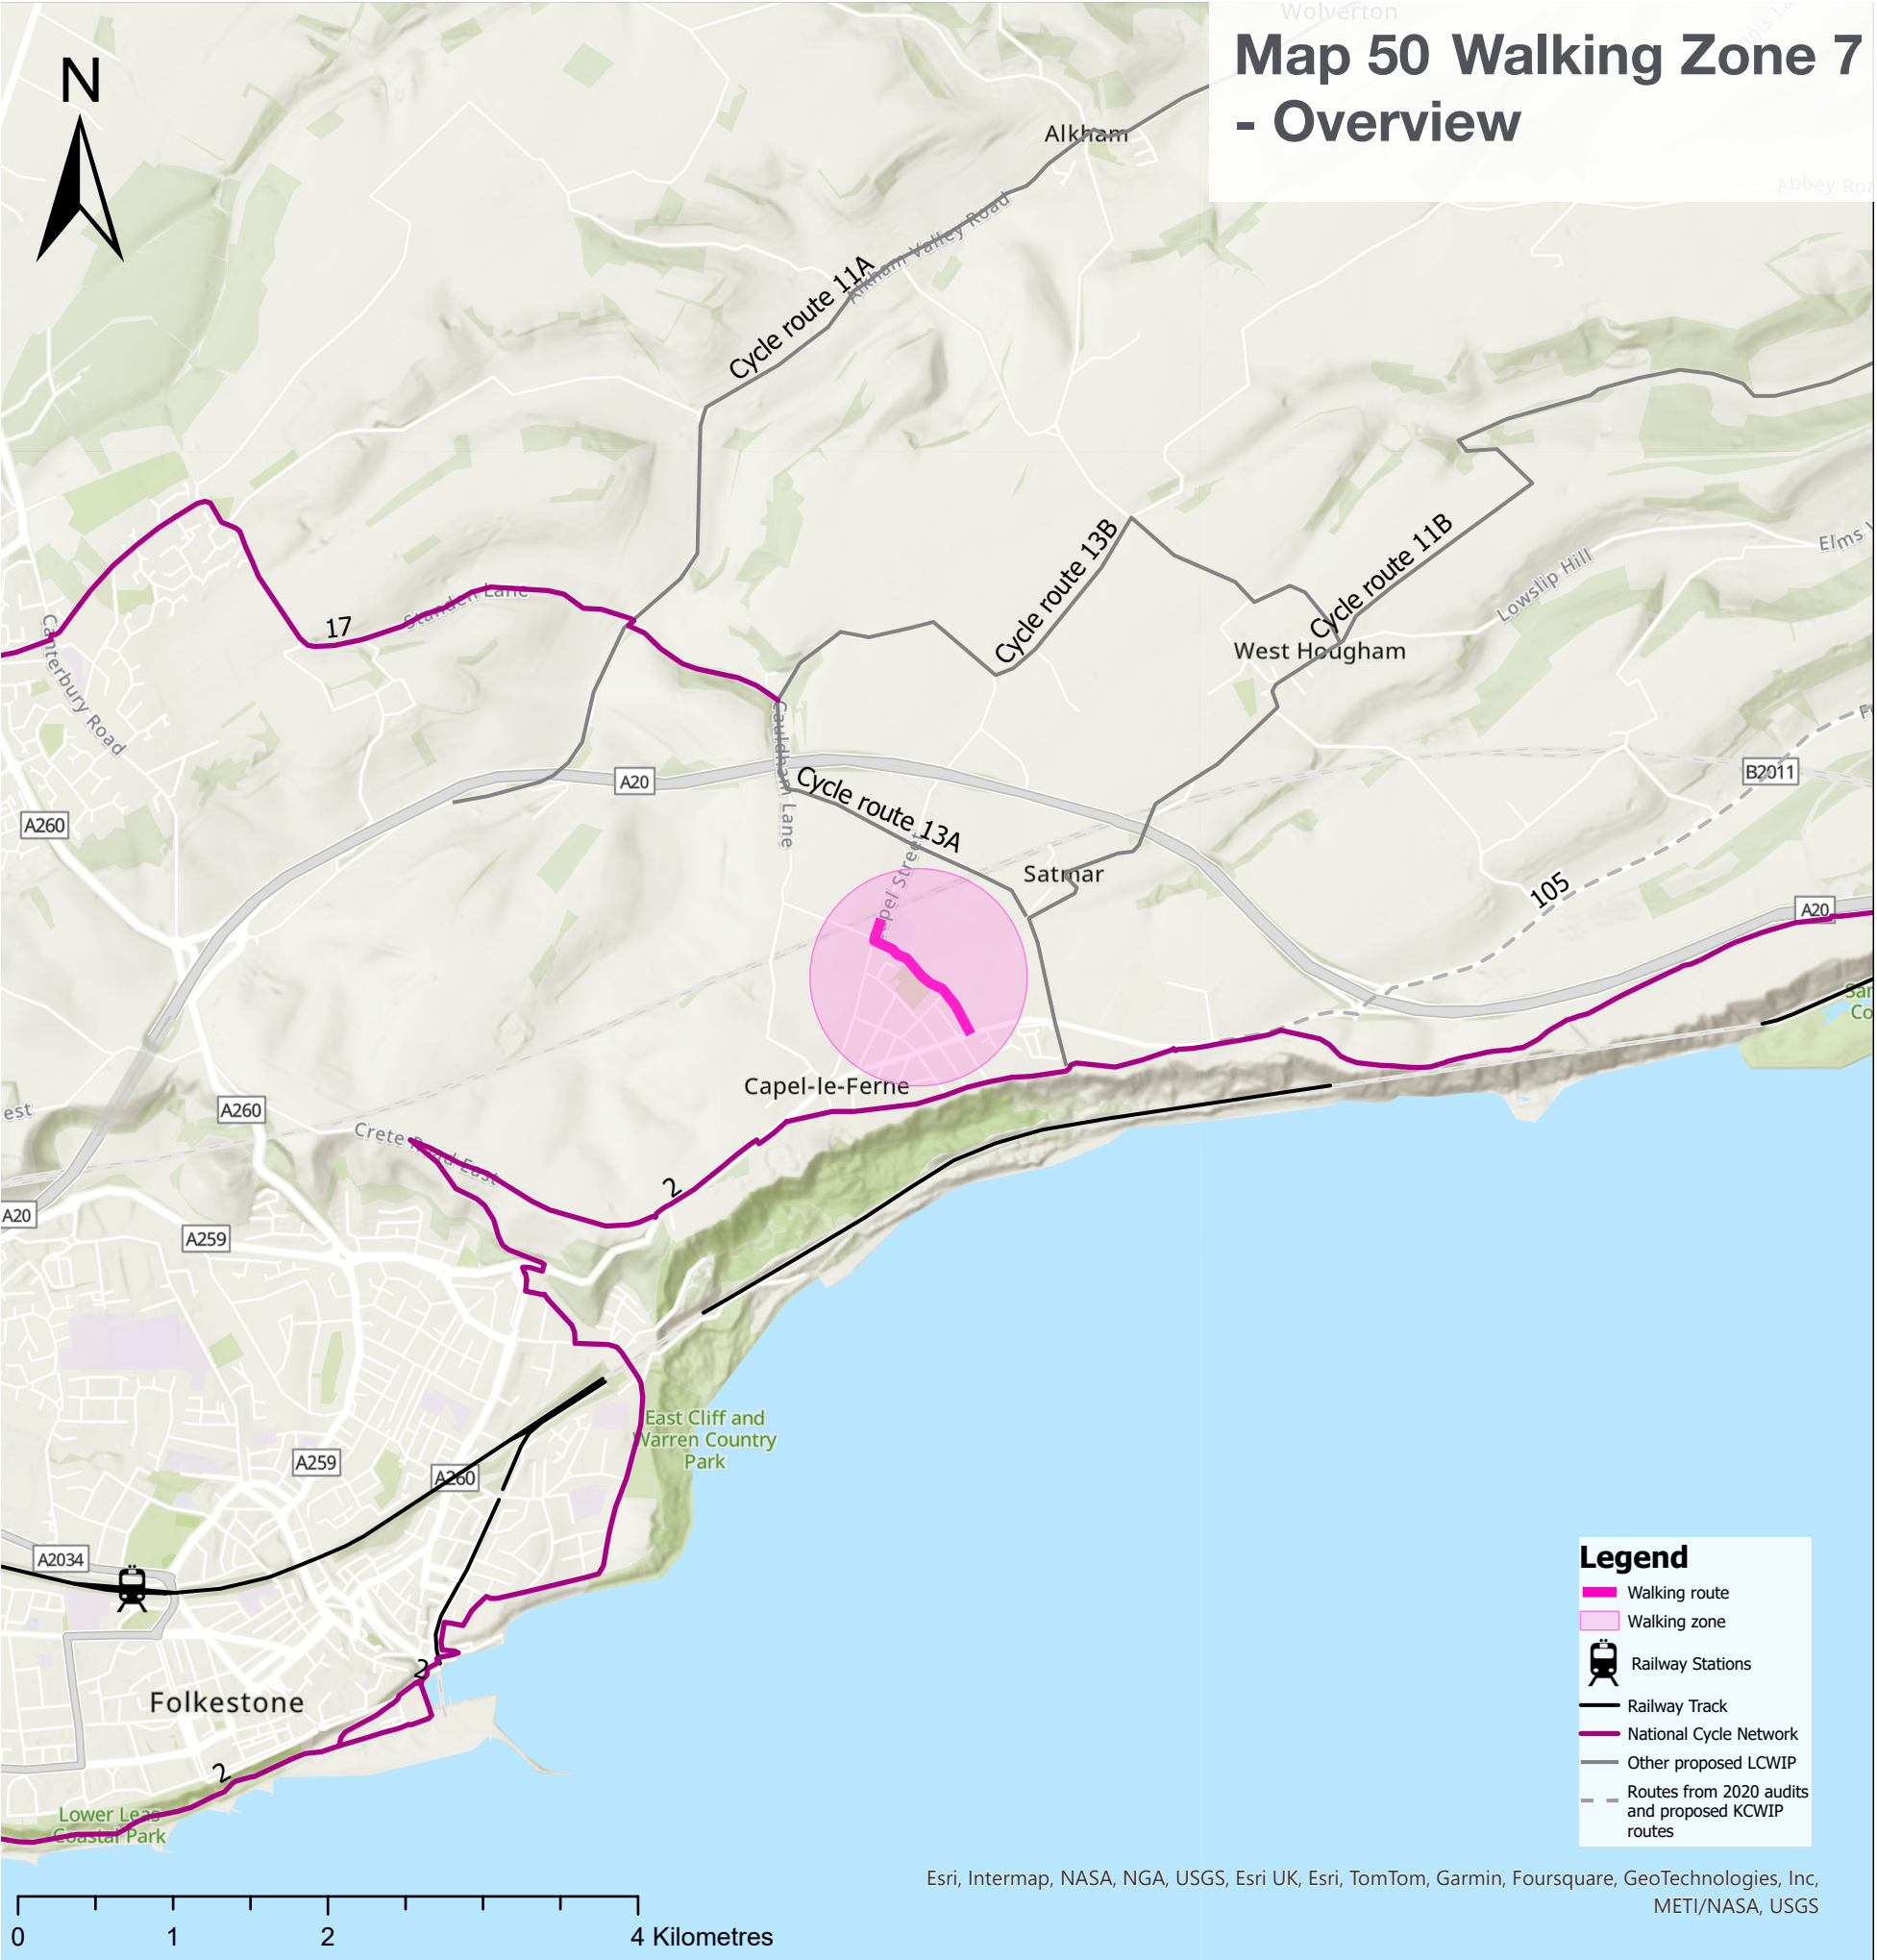 Wolverton
Map 50 Walking Zone 7
- Overview
N
Alkham
Alkham Valley Road
Cycle route 11A
Cycle route 13B
Cycle route 11B
Lowslip Hill
17
Standen Lane
Canterbury Road
West Hougham
Cauldham Lane
A20
B2011
Cycle route 13A
A260
Satmar
105
A20
Capel-le-Ferne
A260
Crete Road East
2
A20
A259
East Cliff and
Warren Country
Park
A259
A260
A2034
2
Folkestone
2
Lower Leas
Coastal Park
Legend
Walking route
Walking zone
Railway Stations
Railway Track
National Cycle Network
Other proposed LCWIP
Routes from 2020 audits
and proposed KCWIP
routes
Esri, Intermap, NASA, NGA, USGS, Esri UK, Esri, TomTom, Garmin, Foursquare, GeoTechnologies, Inc,
METI/NASA, USGS
0 1 2 4 Kilometres